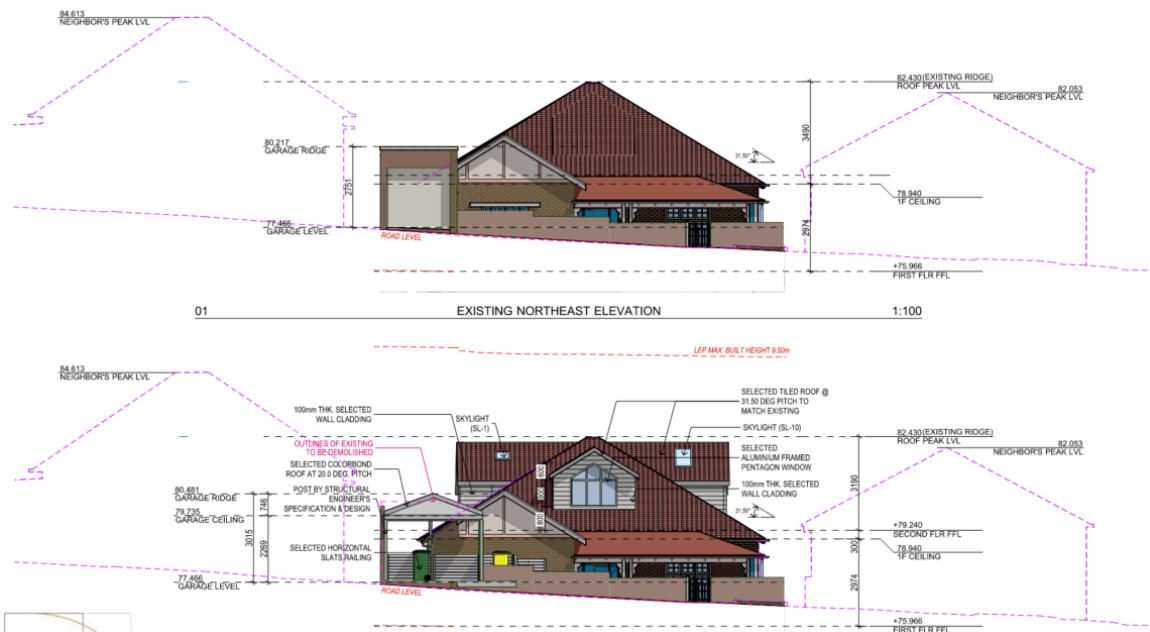 84.613
NEIGHBOR'S PEAK LVL
82.430(EXISTING RIDGE)
ROOF PEAK LVL
82.053
NEIGHBOR'S PEAK LVL
3490
80.217
GARAGE RIDGE
31.50°
2751
78.940
1F CEILING
2974
77.466
GARAGE LEVEL
ROAD LEVEL
+75.966
FIRST FLR FFL
01
EXISTING NORTHEAST ELEVATION
1:100
LEP MAX. BUILT HEIGHT 9.50m
84.613
NEIGHBOR'S PEAK LVL
100mm THK. SELECTED
WALL CLADDING
SKYLIGHT
(SL-1)
SELECTED TILED ROOF @
31.50 DEG PITCH TO
MATCH EXISTING
SKYLIGHT (SL-10)
82.430(EXISTING RIDGE)
ROOF PEAK LVL
82.053
NEIGHBOR'S PEAK LVL
OUTLINES OF EXISTING
TO BE DEMOLISHED
SELECTED COLORBOND
ROOF AT 20.0 DEG. PITCH
POST BY STRUCTURAL
ENGINEER'S
SPECIFICATION & DESIGN
SELECTED
ALUMINIUM FRAMED
PENTAGON WINDOW
100mm THK. SELECTED
WALL CLADDING
600
800
3190
80.481
GARAGE RIDGE
746
79.735
GARAGE CEILING
31.50°
+79.240
SECOND FLR FFL
300
78.940
1F CEILING
3015
2269
SELECTED HORIZONTAL
SLATS RAILING
77.466
GARAGE LEVEL
ROAD LEVEL
2974
+75.966
FIRST FLR FFL